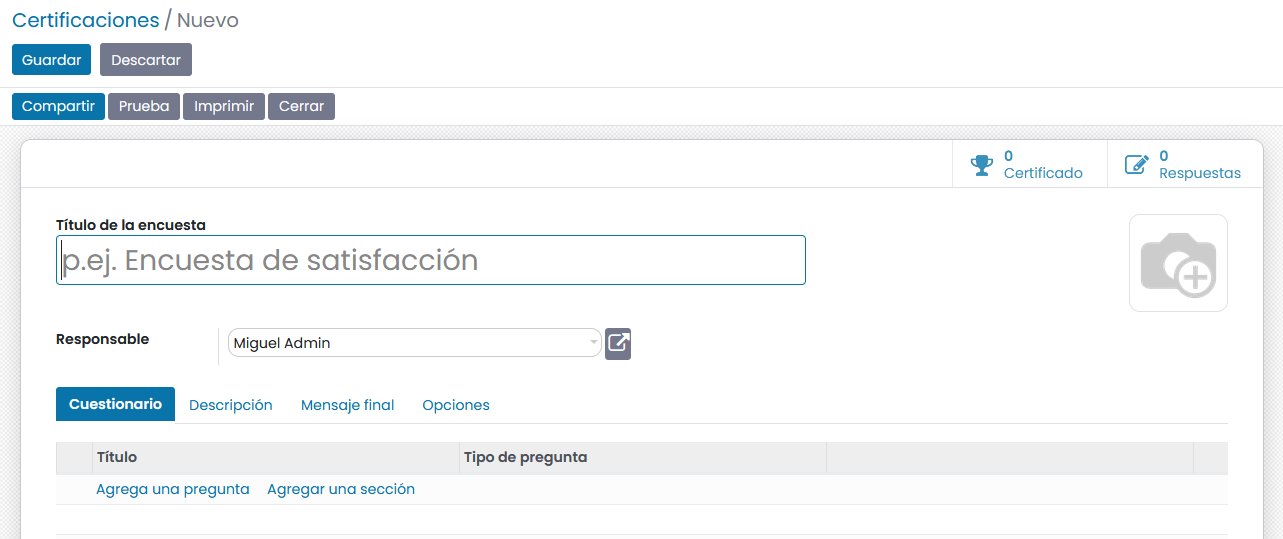 Certificaciones / Nuevo
Guardar Descartar
Compartir Prueba Imprimir Cerrar
0
Certificado
0
Respuestas
Título de la encuesta
p.ej. Encuesta de satisfacción
Responsable Miguel Admin
Cuestionario Descripción Mensaje final Opciones
Título Tipo de pregunta
Agrega una pregunta Agregar una sección